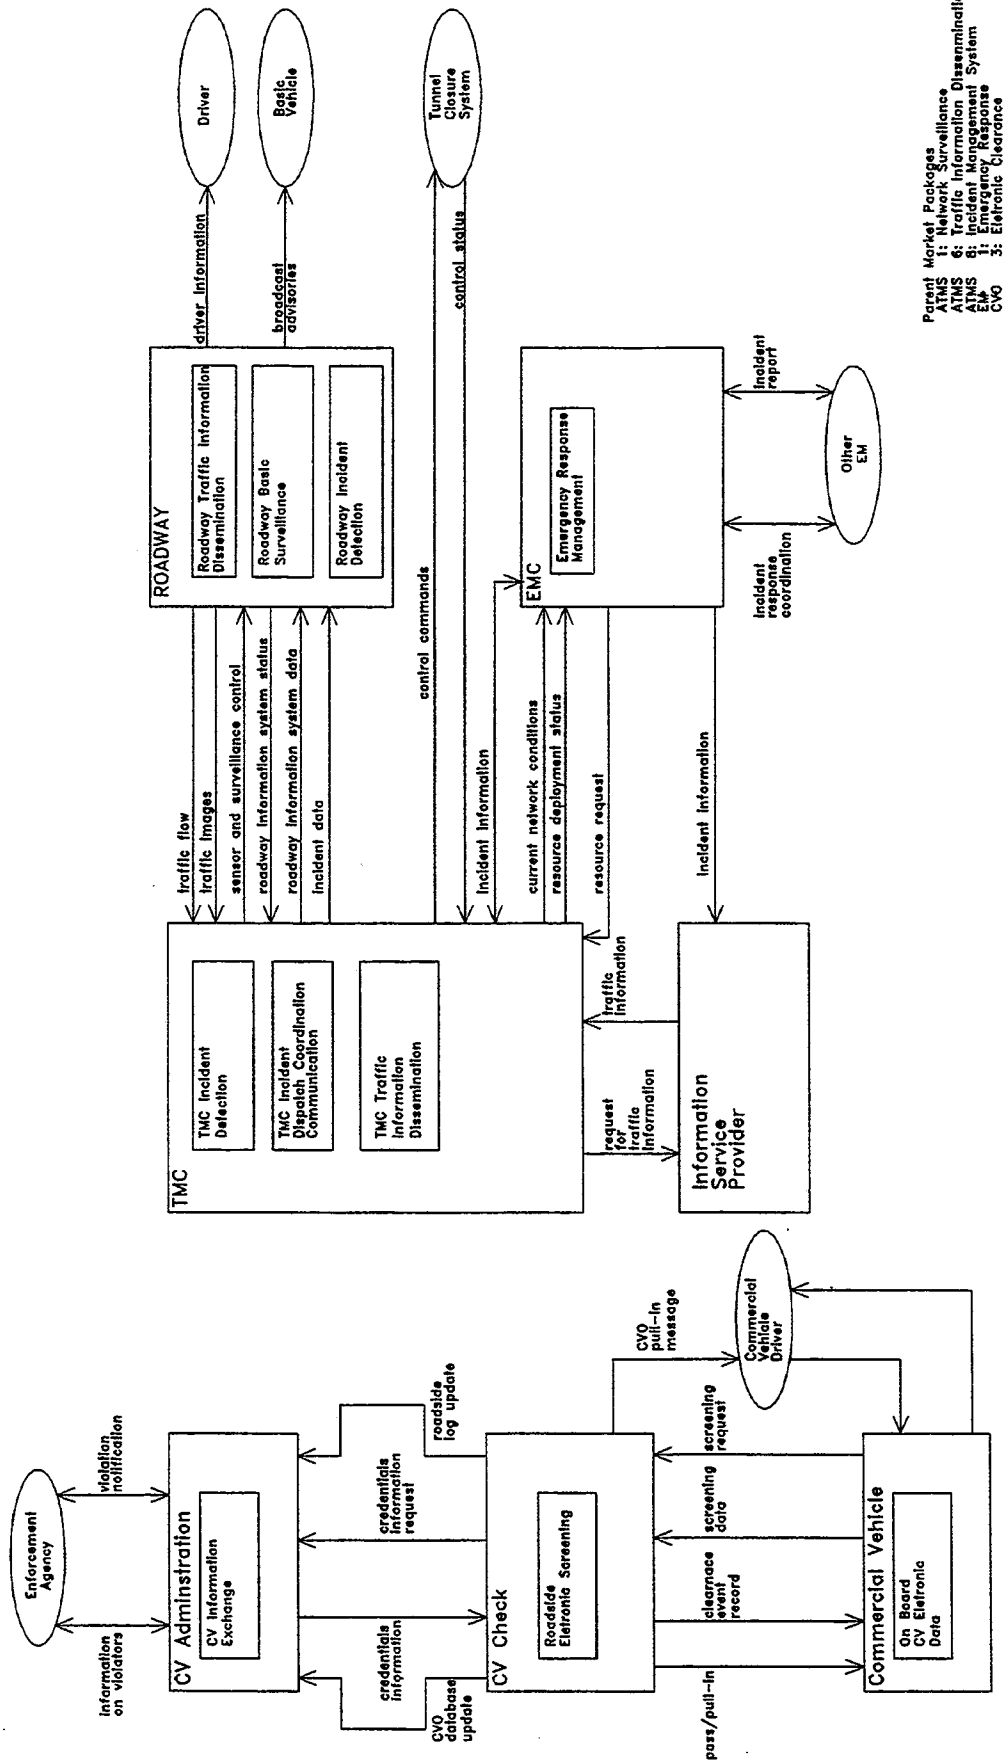 Enforcement
Agency
information
on violators
violation
notification
CV Adminstration
CV Information
Exchange
CVO
database
update
credentials
information
credentials
information
request
roadside
log update
CV Check
Roadside
Eletronic Screening
pass/pull-in
clearnace
event
record
screening
data
screening
request
CVO
pull-in
message
Commercial
Vehicle
Driver
Commercial Vehicle
On Board
CV Eletronic
Data
TMC
TMC Incident
Detection
TMC Incident
Dispatch Coordination
Communication
TMC Traffic
Information
Dissemination
request
for
traffic
information
traffic
information
Information
Service
Provider
traffic flow
traffic images
sensor and surveillance control
roadway information system status
roadway information system data
incident data
control commands
control status
incident information
current network conditions
resource deployment status
resource request
incident information
ROADWAY
Roadway Traffic Information
Dissemination
Roadway Basic
Surveillance
Roadway Incident
Detection
driver information
broadcast
advisories
Driver
Basic
Vehicle
Tunnel
Closure
System
EMC
Emergency Response
Management
incident
response
coordination
incident
report
Other
EM
Parent Market Packages
ATMS 1: Network Surveillance
ATMS 6: Traffic Information Dissenminatio
ATMS 8: Incident Management System
EM 1: Emergency Response
CVO 3: Eletronic Clearance